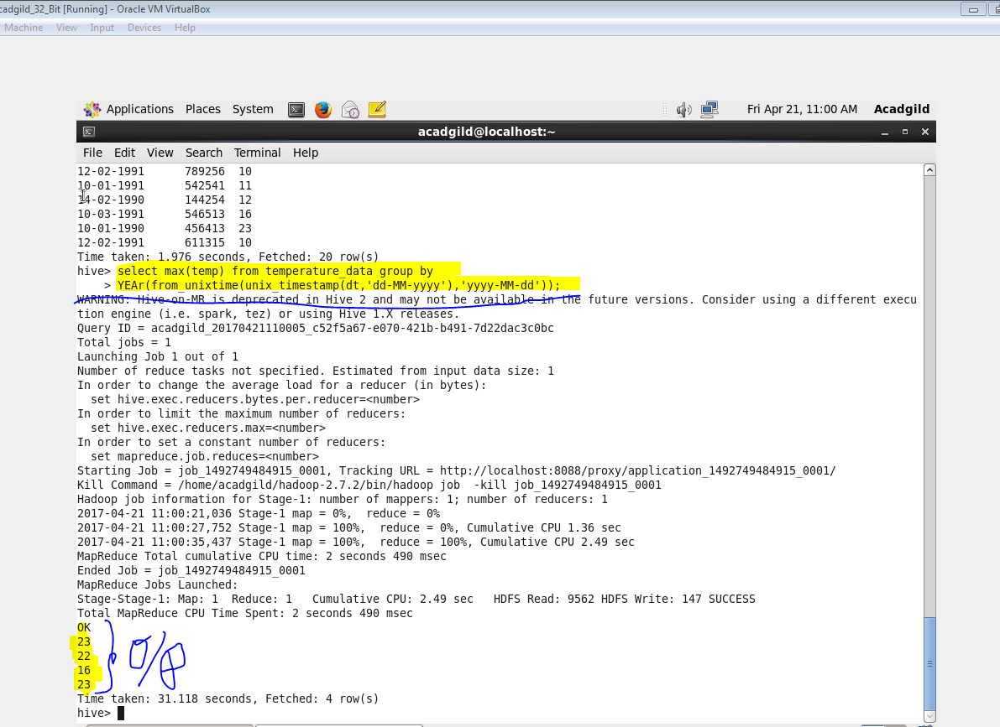 cadgild_32_Bit [Running] - Oracle VM VirtualBox
Machine View Input Devices Help
Applications Places System Fri Apr 21, 11:00 AM Acadgild
acadgild@localhost:~
File Edit View Search Terminal Help
12-02-1991 789256 10
10-01-1991 542541 11
14-02-1990 144254 12
10-03-1991 546513 16
10-01-1990 456413 23
12-02-1991 611315 10
Time taken: 1.976 seconds, Fetched: 20 row(s)
hive> select max(temp) from temperature_data group by
> YEAr(from_unixtime(unix_timestamp(dt,'dd-MM-yyyy'),'yyyy-MM-dd'));
WARNING: Hive-on-MR is deprecated in Hive 2 and may not be available in the future versions. Consider using a different execu
tion engine (i.e. spark, tez) or using Hive 1.X releases.
Query ID = acadgild_20170421110005_c52f5a67-e070-421b-b491-7d22dac3c0bc
Total jobs = 1
Launching Job 1 out of 1
Number of reduce tasks not specified. Estimated from input data size: 1
In order to change the average load for a reducer (in bytes):
set hive.exec.reducers.bytes.per.reducer=<number>
In order to limit the maximum number of reducers:
set hive.exec.reducers.max=<number>
In order to set a constant number of reducers:
set mapreduce.job.reduces=<number>
Starting Job = job_1492749484915_0001, Tracking URL = http://localhost:8088/proxy/application_1492749484915_0001/
Kill Command = /home/acadgild/hadoop-2.7.2/bin/hadoop job -kill job_1492749484915_0001
Hadoop job information for Stage-1: number of mappers: 1; number of reducers: 1
2017-04-21 11:00:21,036 Stage-1 map = 0%, reduce = 0%
2017-04-21 11:00:27,752 Stage-1 map = 100%, reduce = 0%, Cumulative CPU 1.36 sec
2017-04-21 11:00:35,437 Stage-1 map = 100%, reduce = 100%, Cumulative CPU 2.49 sec
MapReduce Total cumulative CPU time: 2 seconds 490 msec
Ended Job = job_1492749484915_0001
MapReduce Jobs Launched:
Stage-Stage-1: Map: 1 Reduce: 1 Cumulative CPU: 2.49 sec HDFS Read: 9562 HDFS Write: 147 SUCCESS
Total MapReduce CPU Time Spent: 2 seconds 490 msec
OK
23
22 O/P
16
23
Time taken: 31.118 seconds, Fetched: 4 row(s)
hive>